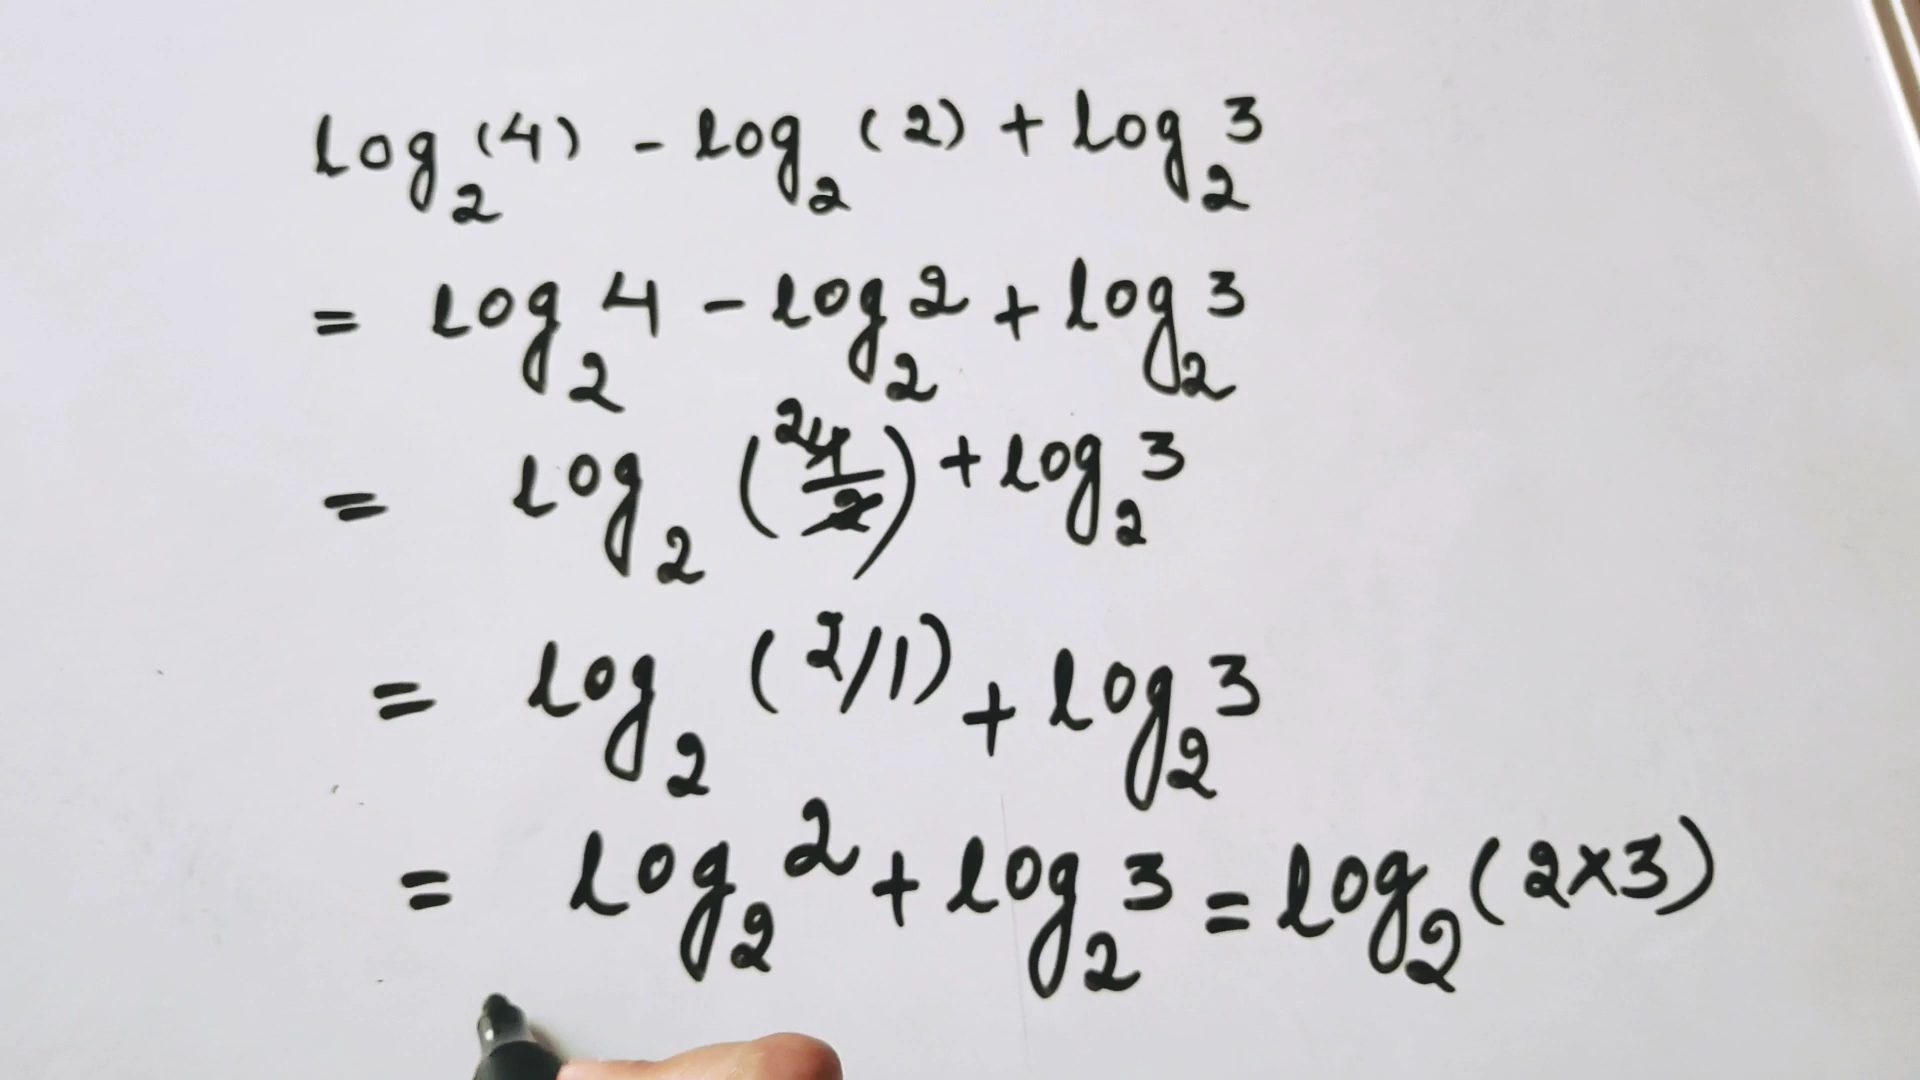 log₂(4) - log₂(2) + log₂3
= log₂4 - log₂2 + log₂3
= log₂(²4/2) + log₂3
= log₂(2/1) + log₂3
= log₂2 + log₂3 = log₂(2×3)